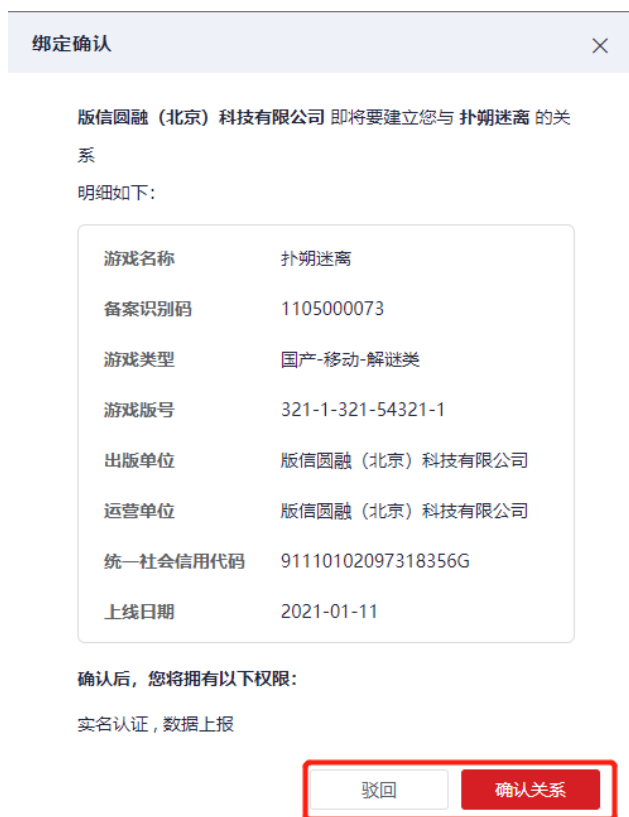 绑定确认
版信圆融（北京）科技有限公司 即将要建立您与 扑朔迷离 的关
系
明细如下：
游戏名称 扑朔迷离
备案识别码 1105000073
游戏类型 国产-移动-解谜类
游戏版号 321-1-321-54321-1
出版单位 版信圆融（北京）科技有限公司
运营单位 版信圆融（北京）科技有限公司
统一社会信用代码 91110102097318356G
上线日期 2021-01-11
确认后，您将拥有以下权限：
实名认证 , 数据上报
驳回 确认关系